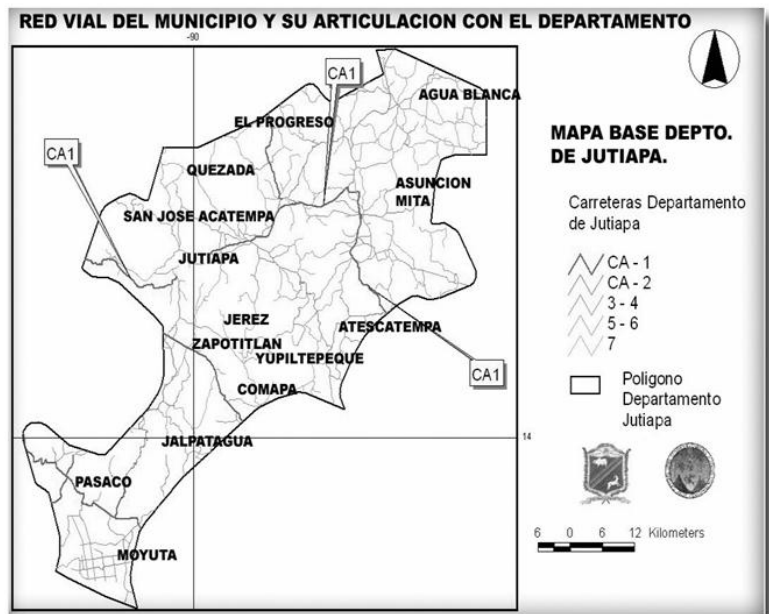 RED VIAL DEL MUNICIPIO Y SU ARTICULACION CON EL DEPARTAMENTO
-90
CA1
AGUA BLANCA
EL PROGRESO
CA1
QUEZADA
ASUNCION
MITA
SAN JOSE ACATEMPA
JUTIAPA
JEREZ
ATESCATEMPA
ZAPOTITLAN
YUPILTEPEQUE
CA1
COMAPA
JALPATAGUA
14
PASACO
MOYUTA
MAPA BASE DEPTO.
DE JUTIAPA.
Carreteras Departamento
de Jutiapa
CA - 1
CA - 2
3 - 4
5 - 6
7
Poligono
Departamento
Jutiapa
6 0 6 12 Kilometers